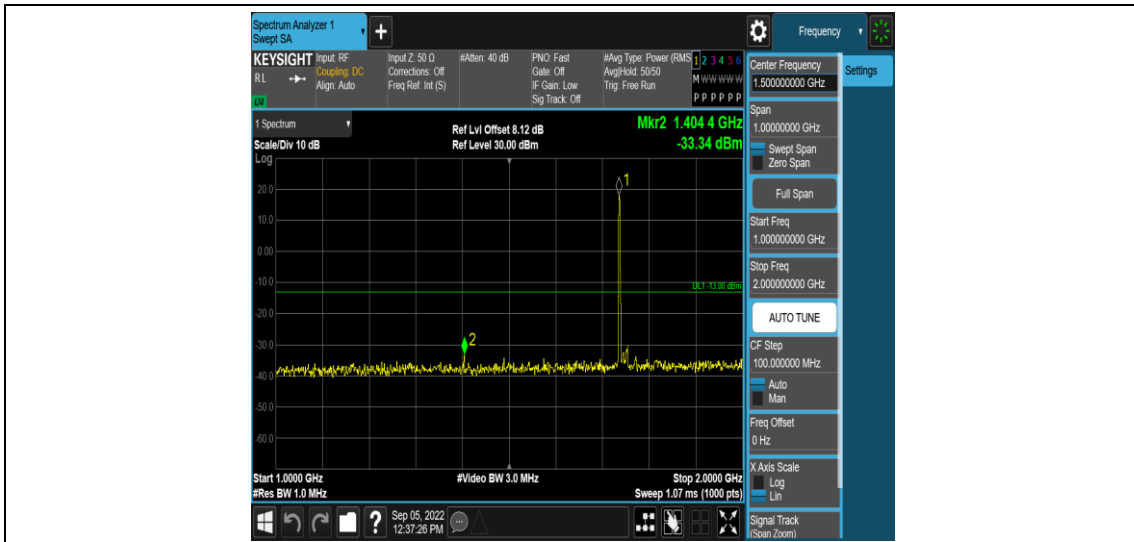 Spectrum Analyzer 1
Swept SA
+
Frequency
KEYSIGHT
RL
LXI
Input: RF
Coupling: DC
Align: Auto
Input Z: 50 Ω
Corrections: Off
Freq Ref: Int (S)
#Atten: 40 dB
PNO: Fast
Gate: Off
IF Gain: Low
Sig Track: Off
#Avg Type: Power (RMS
Avg|Hold: 50/50
Trig: Free Run
1 2 3 4 5 6
M W W W W W
P P P P P P
1 Spectrum
Scale/Div 10 dB
Log
Ref Lvl Offset 8.12 dB
Ref Level 30.00 dBm
Mkr2 1.404 4 GHz
-33.34 dBm
1
20.0
10.0
0.00
-10.0
DL1 -13.00 dBm
-20.0
-30.0
2
-40.0
-50.0
-60.0
Start 1.0000 GHz
#Video BW 3.0 MHz
Stop 2.0000 GHz
#Res BW 1.0 MHz
Sweep 1.07 ms (1000 pts)
Sep 05, 2022
12:37:26 PM
?
Center Frequency
1.500000000 GHz
Settings
Span
1.00000000 GHz
Swept Span
Zero Span
Full Span
Start Freq
1.000000000 GHz
Stop Freq
2.000000000 GHz
AUTO TUNE
CF Step
100.000000 MHz
Auto
Man
Freq Offset
0 Hz
X Axis Scale
Log
Lin
Signal Track
(Span Zoom)